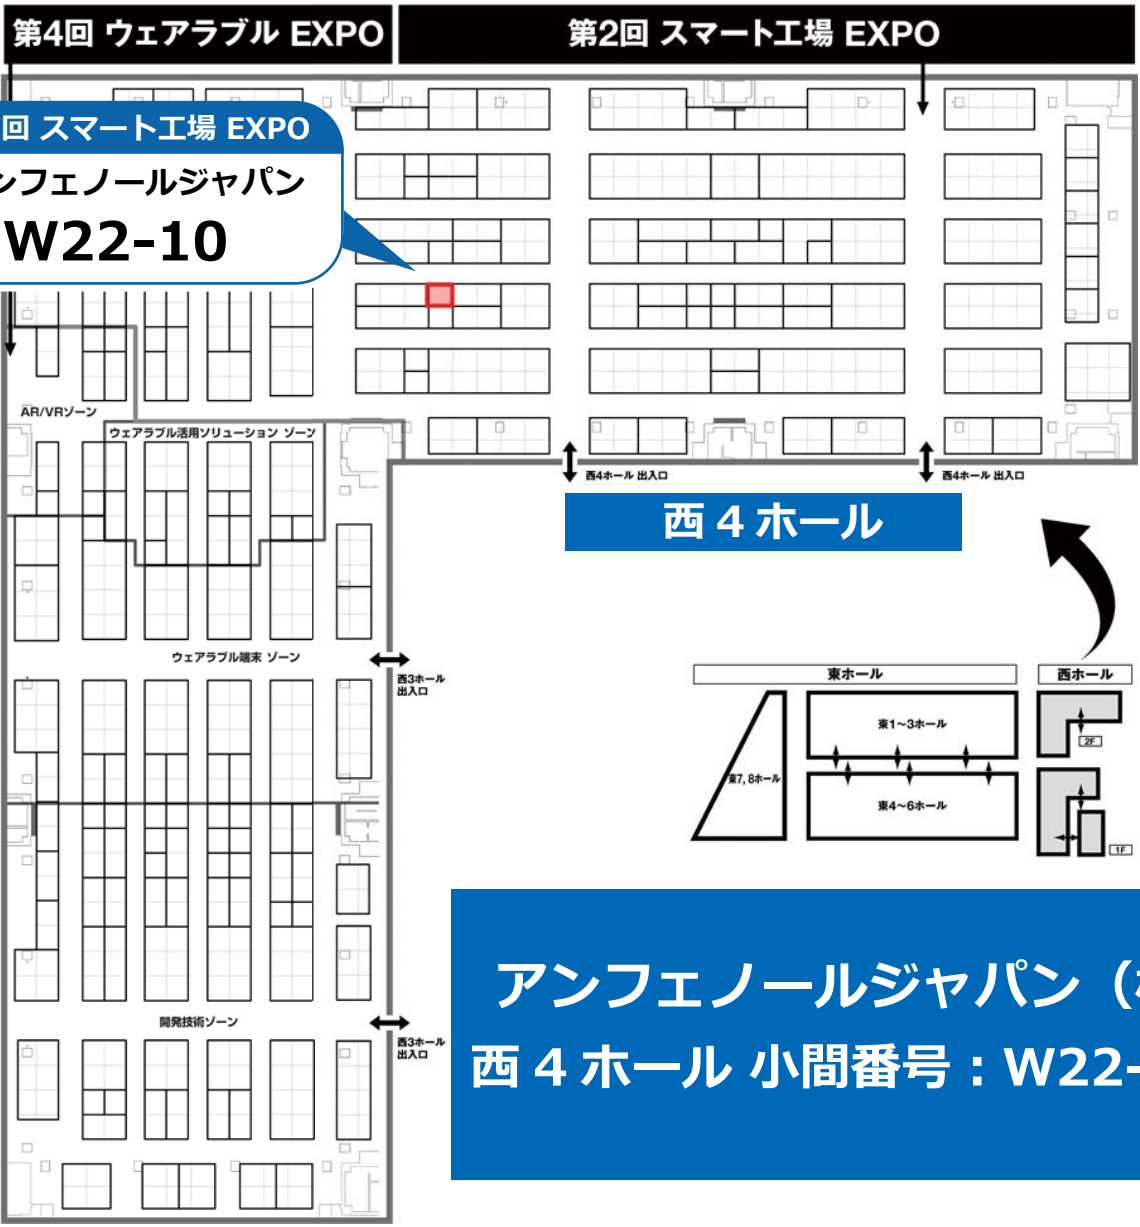 第4回 ウェアラブル EXPO
第2回 スマート工場 EXPO
回 スマート工場 EXPO
ンフェノールジャパン
W22-10
AR/VRゾーン
ウェアラブル活用ソリューション ゾーン
西4ホール 出入口
西4ホール 出入口
西４ホール
ウェアラブル端末 ゾーン
西3ホール
出入口
東ホール
西ホール
東1~3ホール
2F
東7, 8ホール
東4~6ホール
1F
アンフェノールジャパン（
開発技術ゾーン
西3ホール
出入口
西４ホール 小間番号：W22-